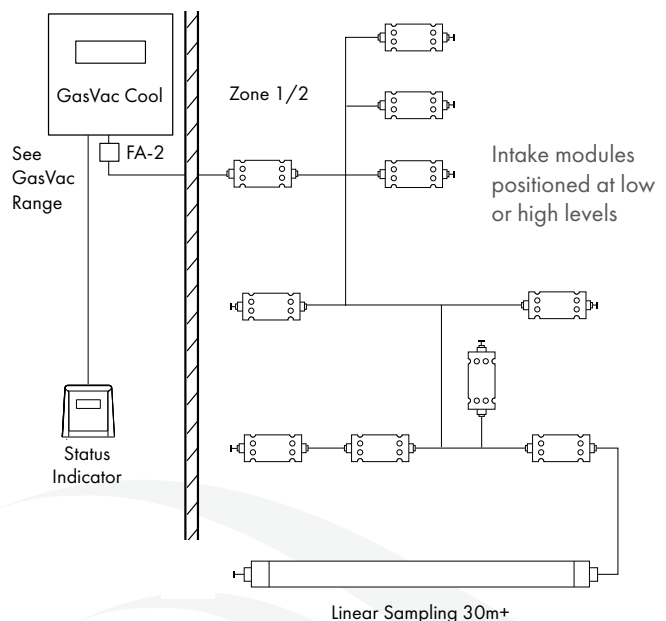 GasVac Cool
Zone 1/2
See
GasVac
Range
FA-2
Intake modules
positioned at low
or high levels
Status
Indicator
Linear Sampling 30m+